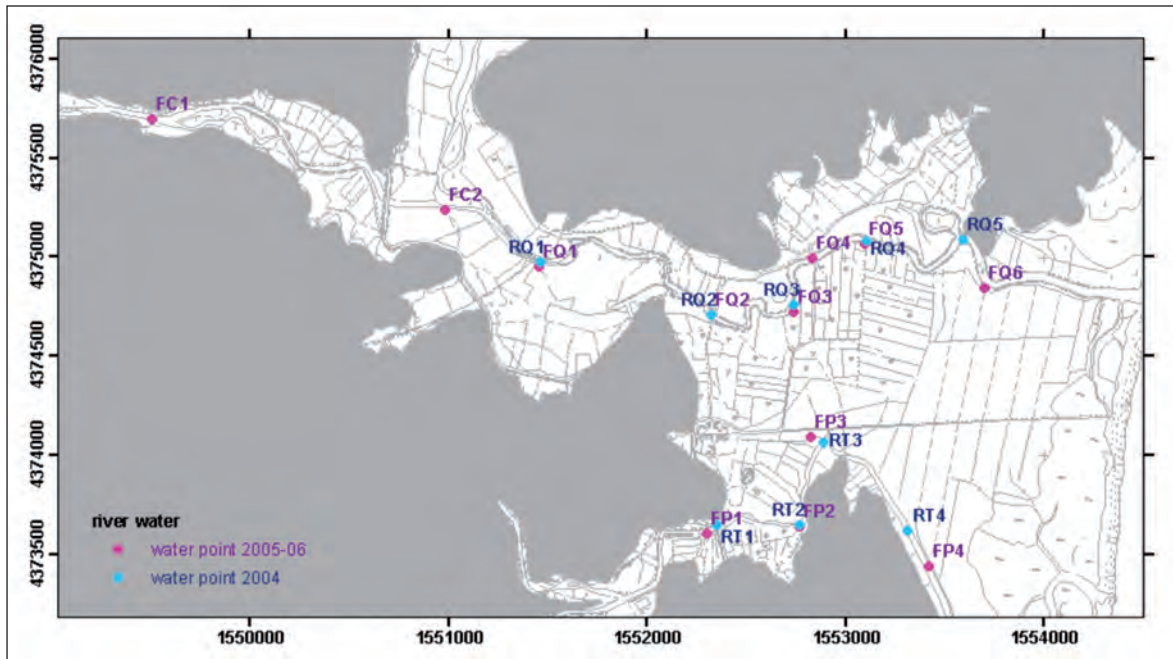 4376000
4375500
4375000
4374500
4374000
4373500
FC1
FC2
RQ1 FQ1
RQ2 FQ2
RQ3 FQ3
FQ4
FQ5
RQ4
RQ5
FQ6
FP3
RT3
FP1
RT1
RT2 FP2
RT4
FP4
river water
water point 2005-06
water point 2004
1550000 1551000 1552000 1553000 1554000